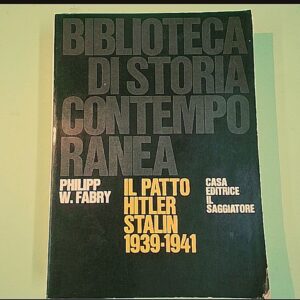 BIBLIOTECA
DI STORIA
CONTEMPO
RANEA
PHILIPP
W. FABRY
IL PATTO
HITLER
STALIN
1939-1941
CASA
EDITRICE
IL
SAGGIATORE